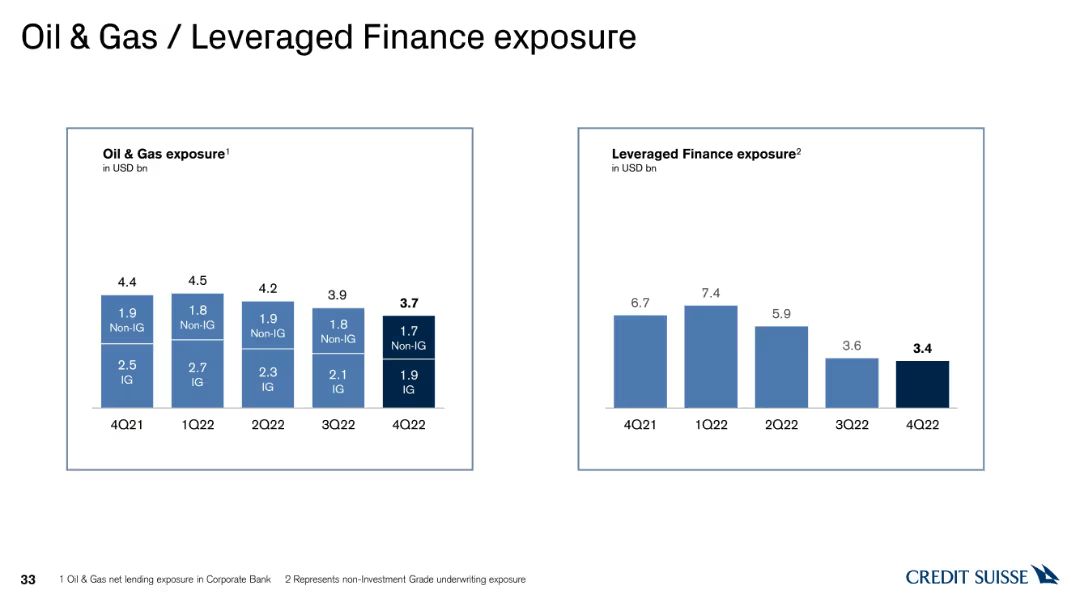 Oil & Gas / Leveraged Finance exposure
Oil & Gas exposure1
in USD bn
4.4
4.5
4.2
3.9
3.7
1.9
Non-IG
1.8
Non-IG
1.9
Non-IG
1.8
Non-IG
1.7
Non-IG
2.5
IG
2.7
IG
2.3
IG
2.1
IG
1.9
IG
4Q21 1Q22 2Q22 3Q22 4Q22
Leveraged Finance exposure2
in USD bn
6.7
7.4
5.9
3.6
3.4
4Q21 1Q22 2Q22 3Q22 4Q22
33 1 Oil & Gas net lending exposure in Corporate Bank 2 Represents non-Investment Grade underwriting exposure
CREDIT SUISSE